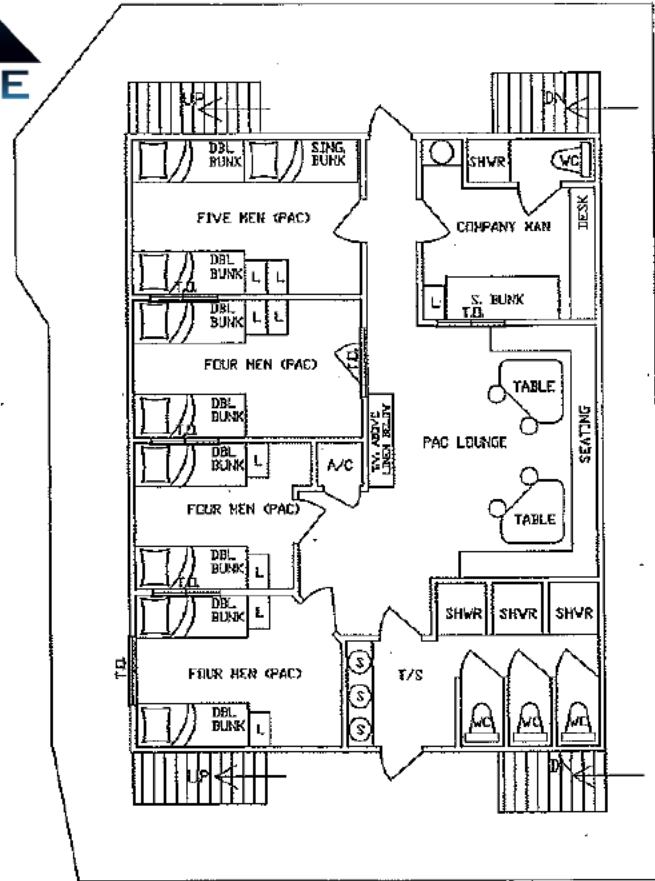 E
UP
DN
DBL
BUNK
SING.
BUNK
SHWR
WC
FIVE MEN (PAC)
COMPANY MAN
DESK
DBL
BUNK
L L
L
S. BUNK
T.O.
T.O.
DBL
BUNK
L L
FOUR MEN (PAC)
T.O.
TABLE
DBL
BUNK
T.V. ABOVE
LINEN BELOW
PAC LOUNGE
SEATING
T.O.
DBL
BUNK
L
A/C
FOUR MEN (PAC)
TABLE
DBL
BUNK
L
T.O.
DBL
BUNK
L
SHWR
SHWR
SHWR
T.O.
FOUR MEN (PAC)
S
S
S
T/S
DBL
BUNK
L
WC
WC
WC
UP
DN